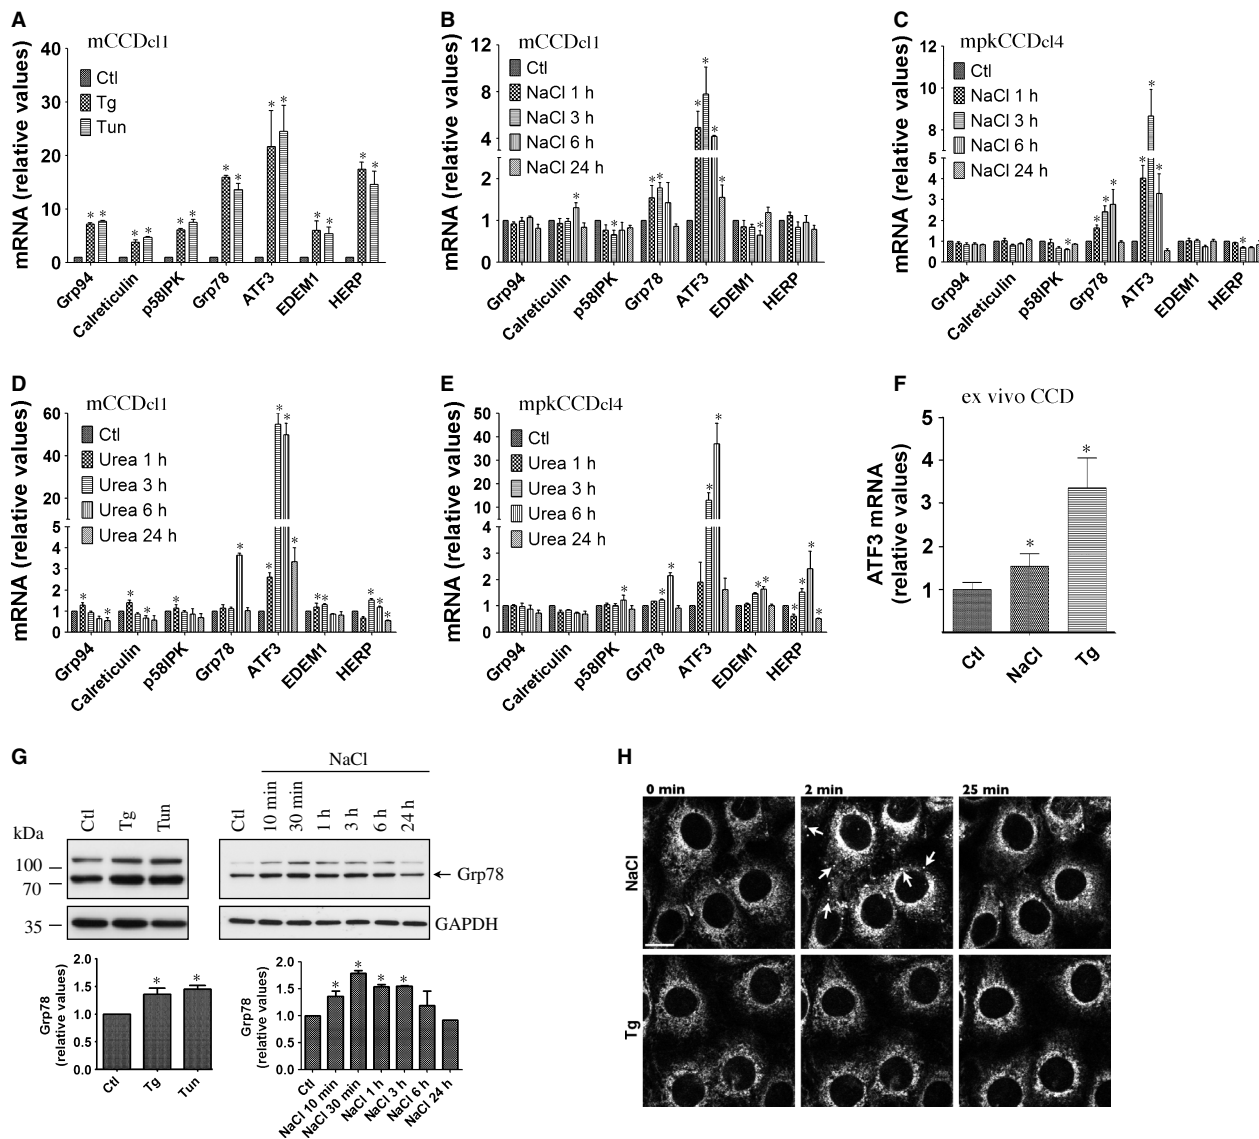 A
mCCDcl1
mRNA (relative values)
40
30
20
10
0
Ctl
Tg
Tun
Grp94
Calreticulin
p58IPK
Grp78
ATF3
EDEM1
HERP
* * * * * * * * * * * * * *
B
mCCDcl1
mRNA (relative values)
12
8
4
2
1
0
Ctl
NaCl 1 h
NaCl 3 h
NaCl 6 h
NaCl 24 h
Grp94
Calreticulin
p58IPK
Grp78
ATF3
EDEM1
HERP
* * * * * * * * *
C
mpkCCDcl4
mRNA (relative values)
12
10
8
6
5
4
3
2
1
0
Ctl
NaCl 1 h
NaCl 3 h
NaCl 6 h
NaCl 24 h
Grp94
Calreticulin
p58IPK
Grp78
ATF3
EDEM1
HERP
* * * * * * * *
D
mCCDcl1
mRNA (relative values)
60
40
20
5
4
3
2
1
0
Ctl
Urea 1 h
Urea 3 h
Urea 6 h
Urea 24 h
Grp94
Calreticulin
p58IPK
Grp78
ATF3
EDEM1
HERP
* * * * * * * * * * * * * * *
E
mpkCCDcl4
mRNA (relative values)
50
40
30
20
10
4
3
2
1
0
Ctl
Urea 1 h
Urea 3 h
Urea 6 h
Urea 24 h
Grp94
Calreticulin
p58IPK
Grp78
ATF3
EDEM1
HERP
* * * * * * * * * * *
F
ex vivo CCD
ATF3 mRNA
(relative values)
5
4
3
2
1
Ctl
NaCl
Tg
* *
G
NaCl
kDa
Ctl
Tg
Tun
Ctl
10 min
30 min
1 h
3 h
6 h
24 h
100
70
35
Grp78
GAPDH
Grp78
(relative values)
2.0
1.5
1.0
0.5
0.0
Ctl
Tg
Tun
* *
Grp78
(relative values)
2.0
1.5
1.0
0.5
0.0
Ctl
NaCl 10 min
NaCl 30 min
NaCl 1 h
NaCl 3 h
NaCl 6 h
NaCl 24 h
* * * *
H
0 min
2 min
25 min
NaCl
Tg